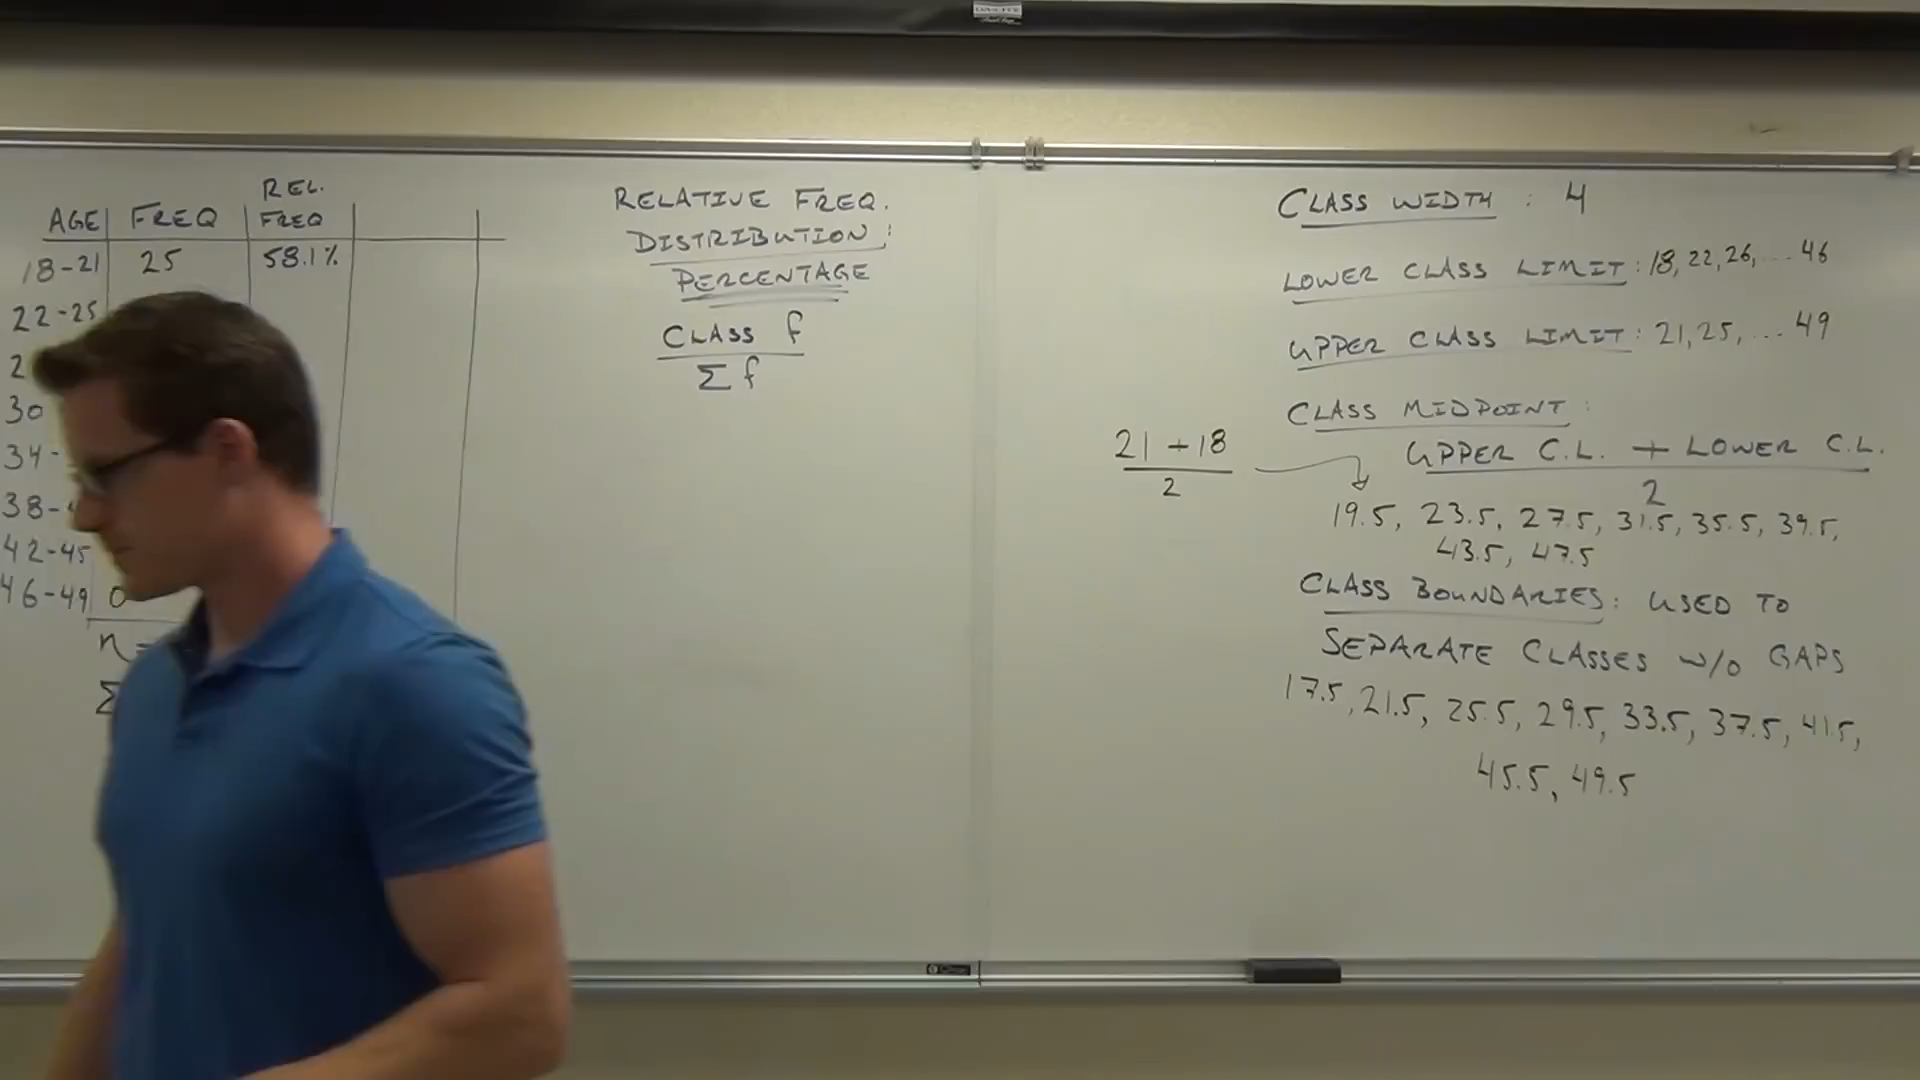 AGE FREQ REL. FREQ
18-21 25 58.1%
22-25
2
30
34-
38-
42-45
46-49 0
n =
Σ
RELATIVE FREQ.
DISTRIBUTION:
PERCENTAGE
CLASS f
Σ f
CLASS WIDTH : 4
LOWER CLASS LIMIT: 18, 22, 26, ... 46
UPPER CLASS LIMIT: 21, 25, ... 49
CLASS MIDPOINT:
UPPER C.L. + LOWER C.L.
2
21 + 18
2
19.5, 23.5, 27.5, 31.5, 35.5, 39.5,
43.5, 47.5
CLASS BOUNDARIES: USED TO
SEPARATE CLASSES W/O GAPS
17.5, 21.5, 25.5, 29.5, 33.5, 37.5, 41.5,
45.5, 49.5